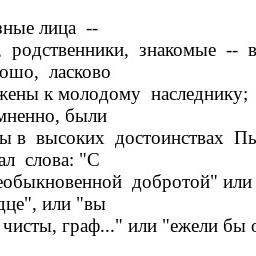 зные лица --
, родственники, знакомые -- в
ошо, ласково
жены к молодому наследнику;
мненно, были
ы в высоких достоинствах Пь
ал слова: "С
еобыкновенной добротой" или
дце", или "вы
чисты, граф..." или "ежели бы о